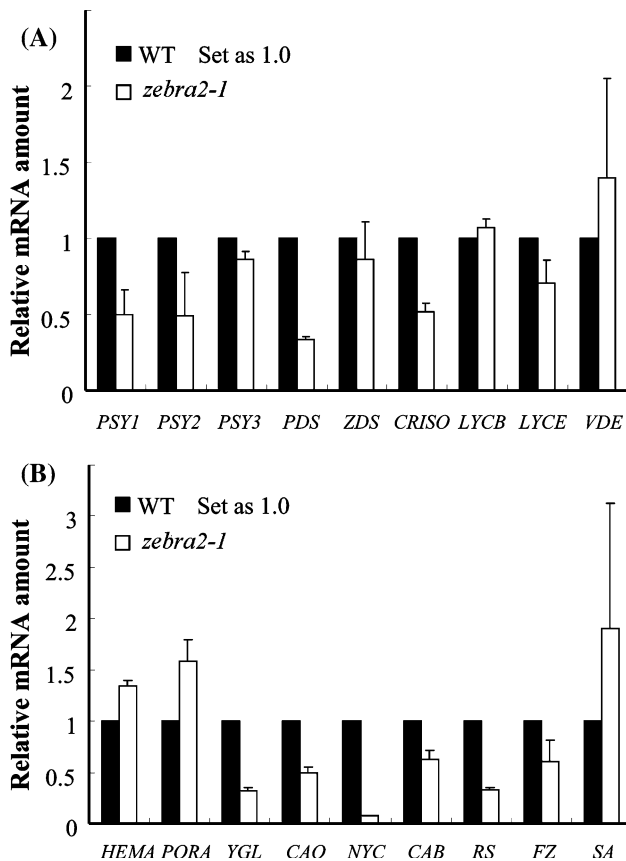 (A)
WT Set as 1.0
zebra2-1
Relative mRNA amount
2
1.5
1
0.5
0
PSY1 PSY2 PSY3 PDS ZDS CRISO LYCB LYCE VDE
(B)
WT Set as 1.0
zebra2-1
Relative mRNA amount
3
2
1.5
1
0.5
0
HEMA PORA YGL CAO NYC CAB RS FZ SA